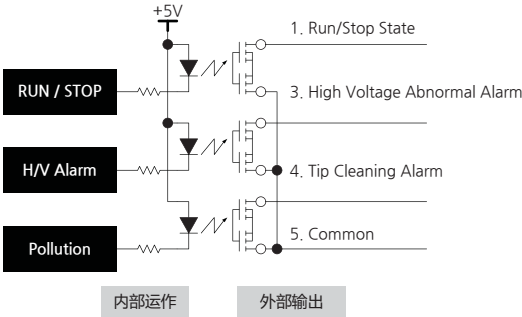 +5V
1. Run/Stop State
RUN / STOP
3. High Voltage Abnormal Alarm
H/V Alarm
4. Tip Cleaning Alarm
5. Common
Pollution
内部运作
外部输出